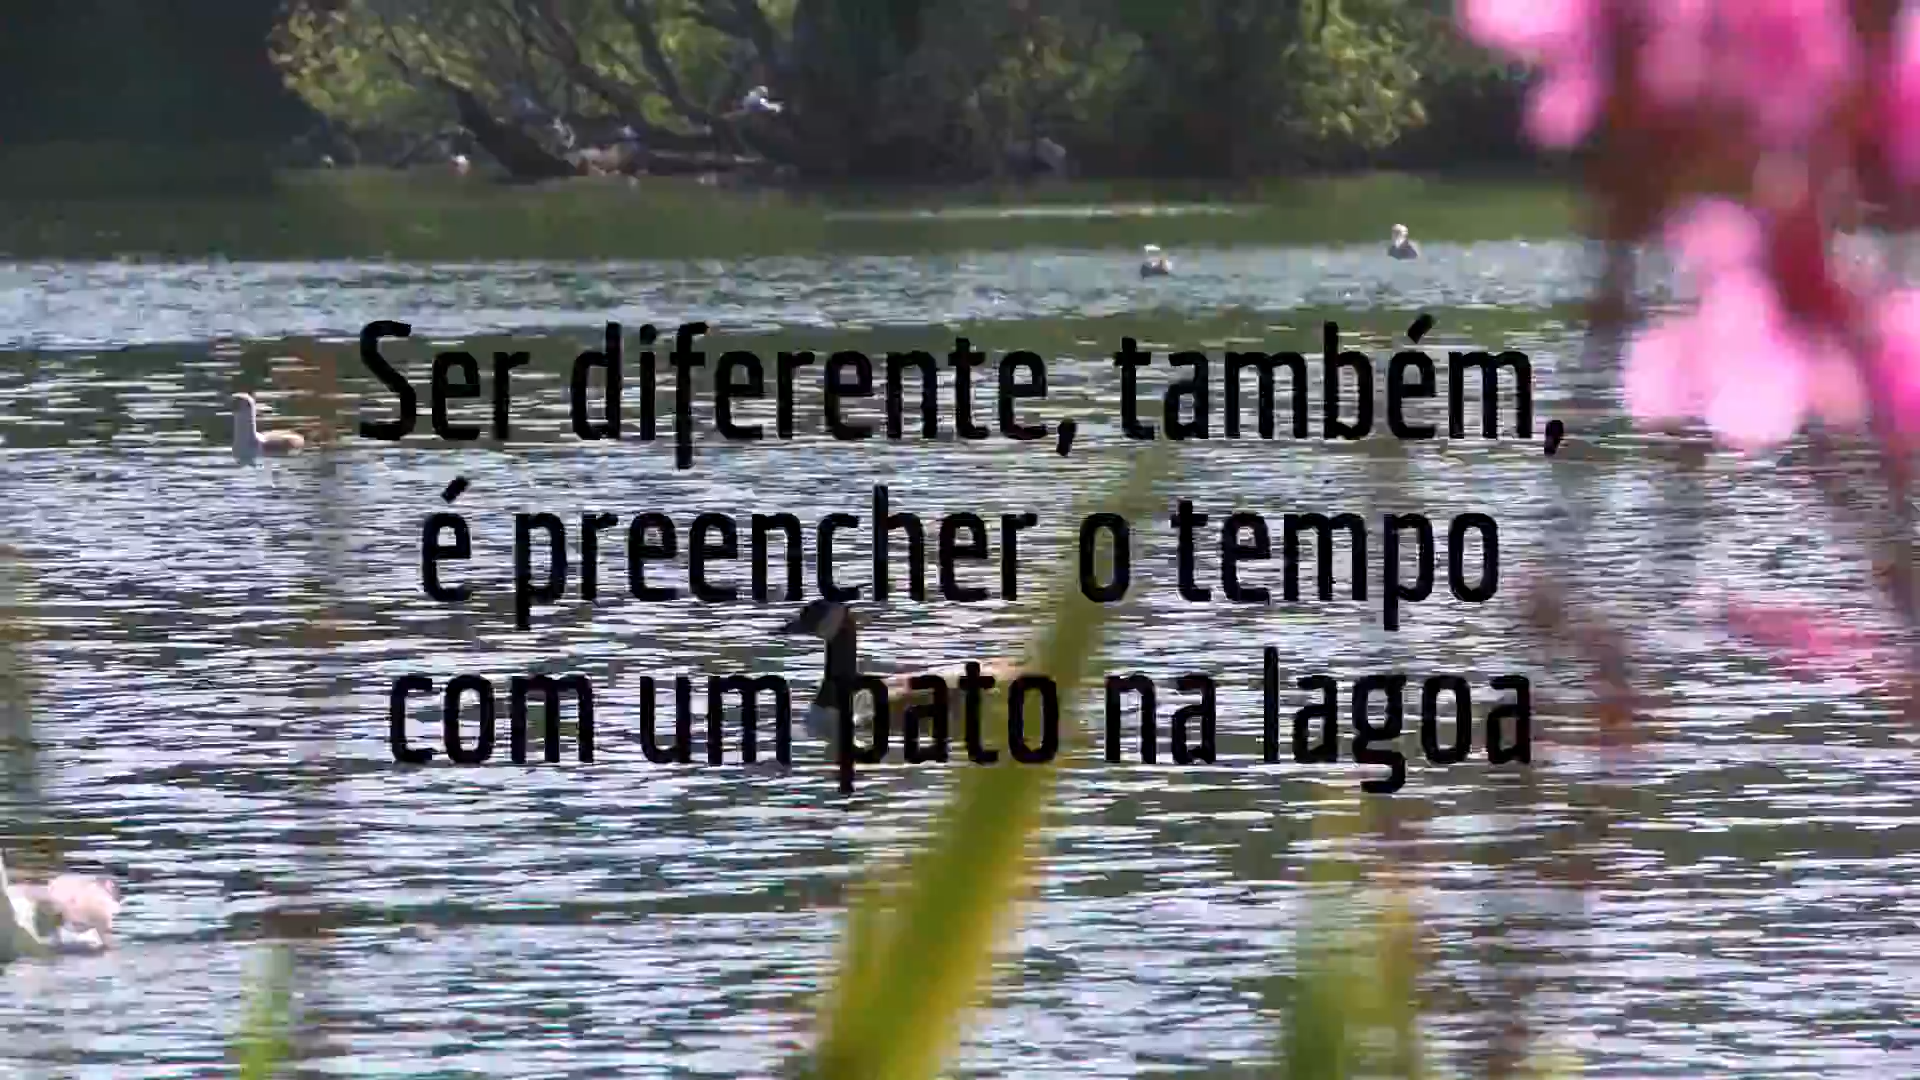 Ser diferente, também,
é preencher o tempo
com um pato na lagoa